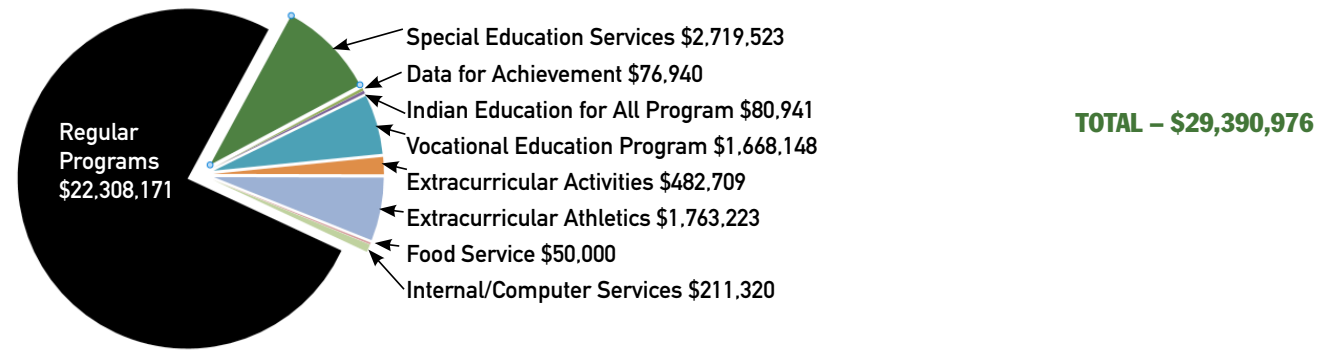 Regular
Programs
$22,308,171
Special Education Services $2,719,523
Data for Achievement $76,940
Indian Education for All Program $80,941
Vocational Education Program $1,668,148
Extracurricular Activities $482,709
Extracurricular Athletics $1,763,223
Food Service $50,000
Internal/Computer Services $211,320
TOTAL – $29,390,976